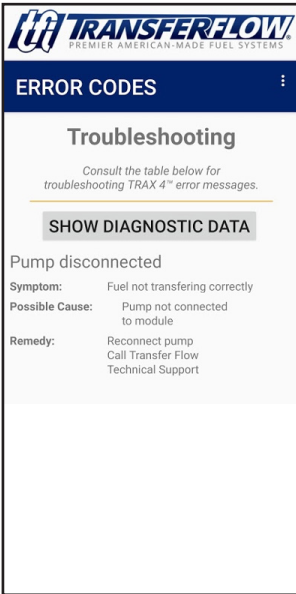 tfi TRANSFERFLOW.
PREMIER AMERICAN-MADE FUEL SYSTEMS
ERROR CODES
Troubleshooting
Consult the table below for
troubleshooting TRAX 4™ error messages.
SHOW DIAGNOSTIC DATA
Pump disconnected
Symptom: Fuel not transfering correctly
Possible Cause: Pump not connected
to module
Remedy: Reconnect pump
Call Transfer Flow
Technical Support